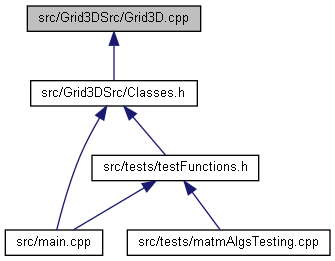 src/Grid3DSrc/Grid3D.cpp
src/Grid3DSrc/Classes.h
src/tests/testFunctions.h
src/main.cpp
src/tests/matmAlgsTesting.cpp